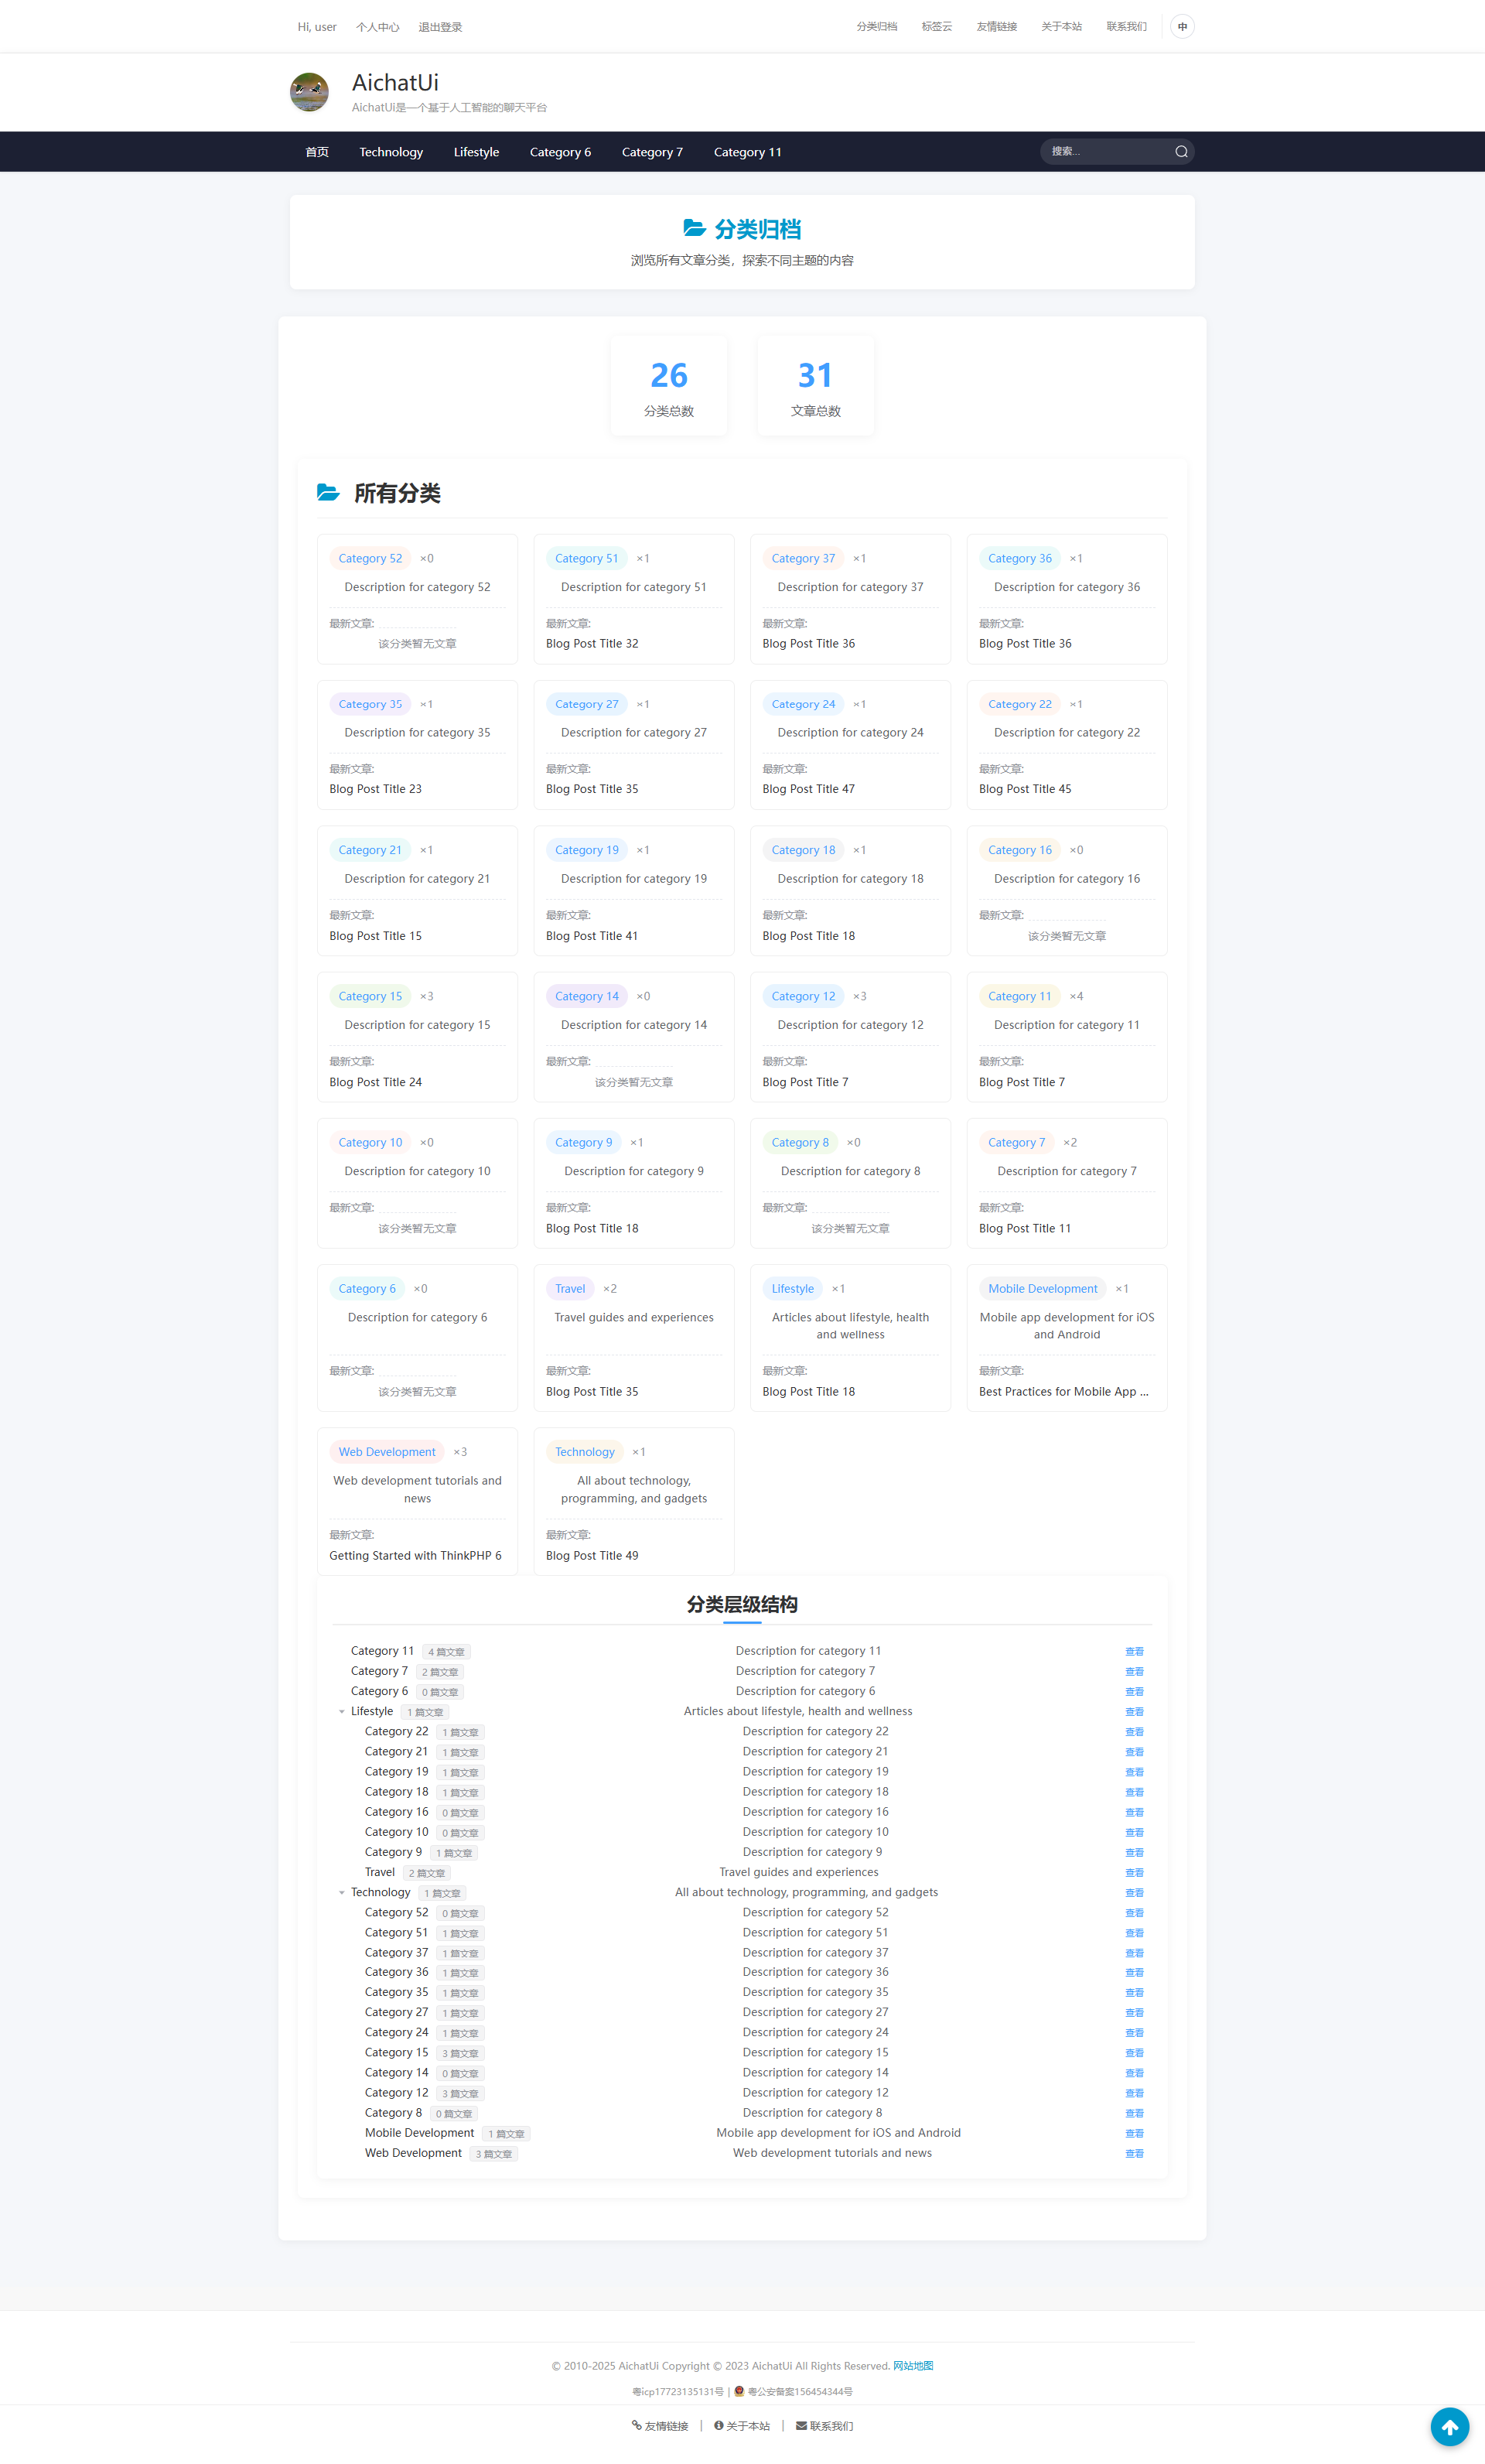 Hi, user 个人中心 退出登录 分类归档 标签云 友情链接 关于本站 联系我们 中
AichatUi
AichatUi是一个基于人工智能的聊天平台
首页 Technology Lifestyle Category 6 Category 7 Category 11 搜索...
分类归档
浏览所有文章分类，探索不同主题的内容
26 31
分类总数 文章总数
所有分类
Category 52 ×0 Category 51 ×1 Category 37 ×1 Category 36 ×1
Description for category 52 Description for category 51 Description for category 37 Description for category 36
最新文章: 最新文章: 最新文章: 最新文章:
该分类暂无文章 Blog Post Title 32 Blog Post Title 36 Blog Post Title 36
Category 35 ×1 Category 27 ×1 Category 24 ×1 Category 22 ×1
Description for category 35 Description for category 27 Description for category 24 Description for category 22
最新文章: 最新文章: 最新文章: 最新文章:
Blog Post Title 23 Blog Post Title 35 Blog Post Title 47 Blog Post Title 45
Category 21 ×1 Category 19 ×1 Category 18 ×1 Category 16 ×0
Description for category 21 Description for category 19 Description for category 18 Description for category 16
最新文章: 最新文章: 最新文章: 最新文章:
Blog Post Title 15 Blog Post Title 41 Blog Post Title 18 该分类暂无文章
Category 15 ×3 Category 14 ×0 Category 12 ×3 Category 11 ×4
Description for category 15 Description for category 14 Description for category 12 Description for category 11
最新文章: 最新文章: 最新文章: 最新文章:
Blog Post Title 24 该分类暂无文章 Blog Post Title 7 Blog Post Title 7
Category 10 ×0 Category 9 ×1 Category 8 ×0 Category 7 ×2
Description for category 10 Description for category 9 Description for category 8 Description for category 7
最新文章: 最新文章: 最新文章: 最新文章:
该分类暂无文章 Blog Post Title 18 该分类暂无文章 Blog Post Title 11
Category 6 ×0 Travel ×2 Lifestyle ×1 Mobile Development ×1
Description for category 6 Travel guides and experiences Articles about lifestyle, health Mobile app development for iOS
and wellness and Android
最新文章: 最新文章: 最新文章: 最新文章:
该分类暂无文章 Blog Post Title 35 Blog Post Title 18 Best Practices for Mobile App ...
Web Development ×3 Technology ×1
Web development tutorials and All about technology,
news programming, and gadgets
最新文章: 最新文章:
Getting Started with ThinkPHP 6 Blog Post Title 49
分类层级结构
Category 11 4 篇文章 Description for category 11 查看
Category 7 2 篇文章 Description for category 7 查看
Category 6 0 篇文章 Description for category 6 查看
Lifestyle 1 篇文章 Articles about lifestyle, health and wellness 查看
Category 22 1 篇文章 Description for category 22 查看
Category 21 1 篇文章 Description for category 21 查看
Category 19 1 篇文章 Description for category 19 查看
Category 18 1 篇文章 Description for category 18 查看
Category 16 0 篇文章 Description for category 16 查看
Category 10 0 篇文章 Description for category 10 查看
Category 9 1 篇文章 Description for category 9 查看
Travel 2 篇文章 Travel guides and experiences 查看
Technology 1 篇文章 All about technology, programming, and gadgets 查看
Category 52 0 篇文章 Description for category 52 查看
Category 51 1 篇文章 Description for category 51 查看
Category 37 1 篇文章 Description for category 37 查看
Category 36 1 篇文章 Description for category 36 查看
Category 35 1 篇文章 Description for category 35 查看
Category 27 1 篇文章 Description for category 27 查看
Category 24 1 篇文章 Description for category 24 查看
Category 15 3 篇文章 Description for category 15 查看
Category 14 0 篇文章 Description for category 14 查看
Category 12 3 篇文章 Description for category 12 查看
Category 8 0 篇文章 Description for category 8 查看
Mobile Development 1 篇文章 Mobile app development for iOS and Android 查看
Web Development 3 篇文章 Web development tutorials and news 查看
© 2010-2025 AichatUi Copyright © 2023 AichatUi All Rights Reserved. 网站地图
粤icp17723135131号 | 粤公安备案156454344号
友情链接 | 关于本站 | 联系我们